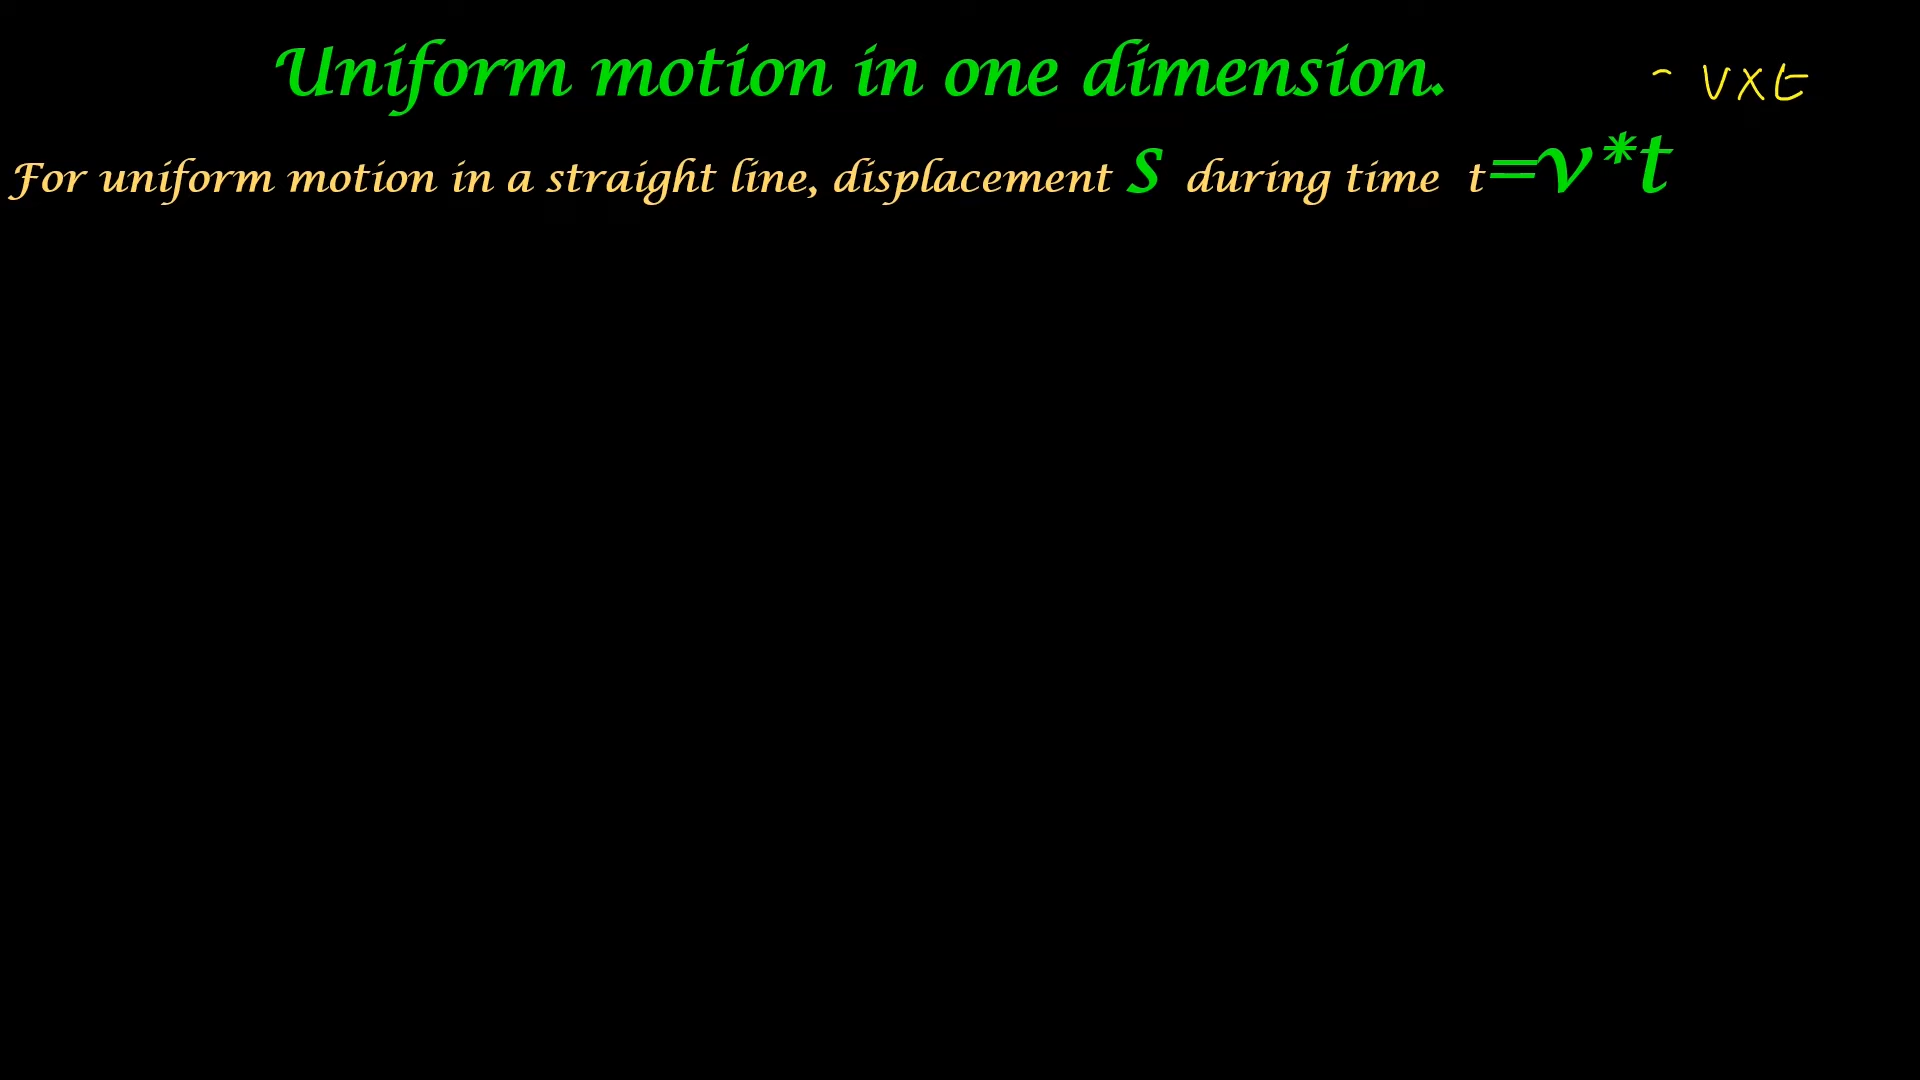 Uniform motion in one dimension.
- v x t
For uniform motion in a straight line, displacement S during time t=v*t